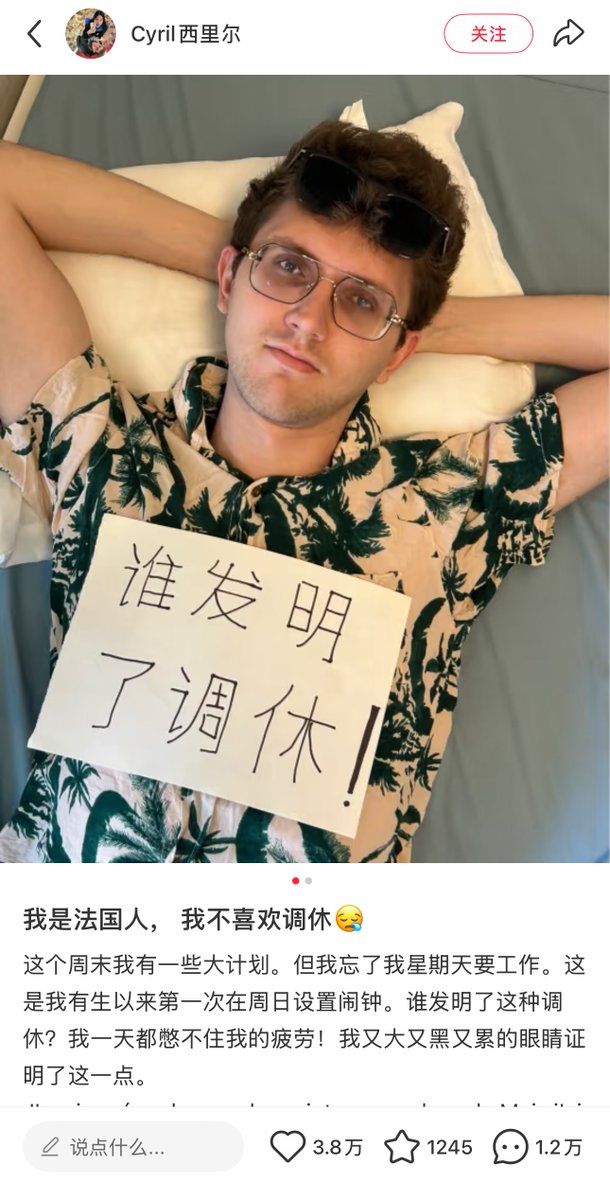 Cyril西里尔
关注
谁发明
了调休!
我是法国人， 我不喜欢调休😪
这个周末我有一些大计划。但我忘了我星期天要工作。这
是我有生以来第一次在周日设置闹钟。谁发明了这种调
休？我一天都憋不住我的疲劳！我又大又黑又累的眼睛证
明了这一点。
说点什么...
3.8万
1245
1.2万